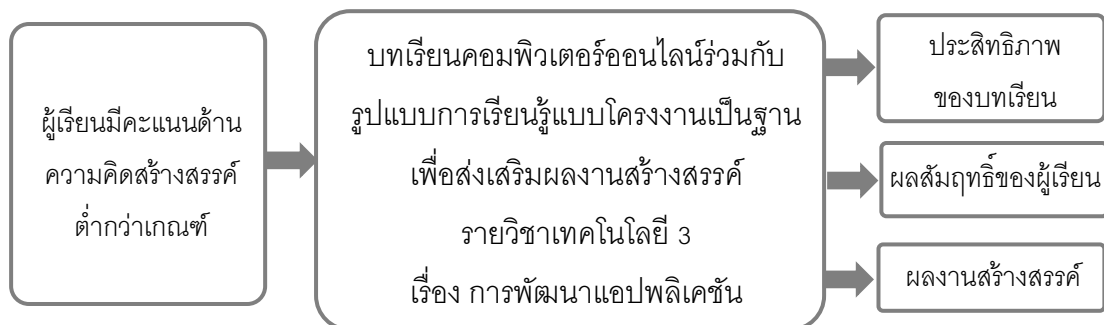 ผู้เรียนมีคะแนนด้าน
ความคิดสร้างสรรค์
ต่ำกว่าเกณฑ์
บทเรียนคอมพิวเตอร์ออนไลน์ร่วมกับ
รูปแบบการเรียนรู้แบบโครงงานเป็นฐาน
เพื่อส่งเสริมผลงานสร้างสรรค์
รายวิชาเทคโนโลยี 3
เรื่อง การพัฒนาแอปพลิเคชัน
ประสิทธิภาพ
ของบทเรียน
ผลสัมฤทธิ์ของผู้เรียน
ผลงานสร้างสรรค์